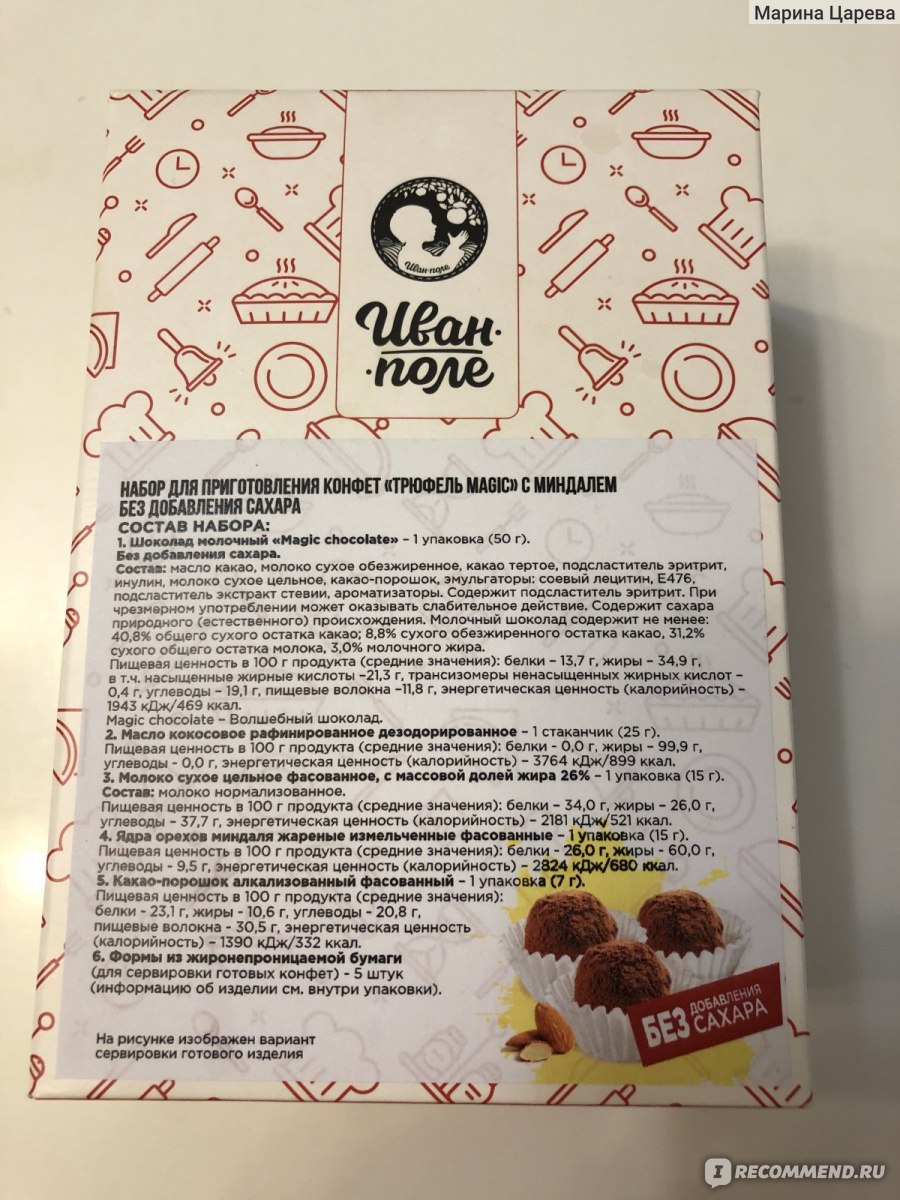 Марина Царева
Иван-поле
Иван·
·поле
НАБОР ДЛЯ ПРИГОТОВЛЕНИЯ КОНФЕТ «ТРЮФЕЛЬ MAGIC» С МИНДАЛЕМ
БЕЗ ДОБАВЛЕНИЯ САХАРА
СОСТАВ НАБОРА:
1. Шоколад молочный «Magic chocolate» – 1 упаковка (50 г).
Без добавления сахара.
Состав: масло какао, молоко сухое обезжиренное, какао тертое, подсластитель эритрит,
инулин, молоко сухое цельное, какао-порошок, эмульгаторы: соевый лецитин, Е476,
подсластитель экстракт стевии, ароматизаторы. Содержит подсластитель эритрит. При
чрезмерном употреблении может оказывать слабительное действие. Содержит сахара
природного (естественного) происхождения. Молочный шоколад содержит не менее:
40,8% общего сухого остатка какао; 8,8% сухого обезжиренного остатка какао, 31,2%
сухого общего остатка молока, 3,0% молочного жира.
Пищевая ценность в 100 г продукта (средние значения): белки – 13,7 г, жиры – 34,9 г,
в т.ч. насыщенные жирные кислоты –21,3 г, трансизомеры ненасыщенных жирных кислот –
0,4 г, углеводы – 19,1 г, пищевые волокна –11,8 г, энергетическая ценность (калорийность) –
1943 кДж/469 ккал.
Magic chocolate – Волшебный шоколад.
2. Масло кокосовое рафинированное дезодорированное – 1 стаканчик (25 г).
Пищевая ценность в 100 г продукта (средние значения): белки – 0,0 г, жиры – 99,9 г,
углеводы - 0,0 г, энергетическая ценность (калорийность) – 3764 кДж/899 ккал.
3. Молоко сухое цельное фасованное, с массовой долей жира 26% – 1 упаковка (15 г).
Состав: молоко нормализованное.
Пищевая ценность в 100 г продукта (средние значения): белки – 34,0 г, жиры – 26,0 г,
углеводы – 37,7 г, энергетическая ценность (калорийность) – 2181 кДж/521 ккал.
4. Ядра орехов миндаля жареные измельченные фасованные – 1 упаковка (15 г).
Пищевая ценность в 100 г продукта (средние значения): белки - 26,0 г, жиры – 60,0 г,
углеводы - 9,5 г, энергетическая ценность (калорийность) – 2824 кДж/680 ккал.
5. Какао-порошок алкализованный фасованный – 1 упаковка (7 г).
Пищевая ценность в 100 г продукта (средние значения):
белки - 23,1 г, жиры - 10,6 г, углеводы - 20,8 г,
пищевые волокна - 30,5 г, энергетическая ценность
(калорийность) – 1390 кДж/332 ккал.
6. Формы из жиронепроницаемой бумаги
(для сервировки готовых конфет) - 5 штук
(информацию об изделии см. внутри упаковки).
БЕЗ ДОБАВЛЕНИЯ
САХАРА
На рисунке изображен вариант
сервировки готового изделия
IRECOMMEND.RU